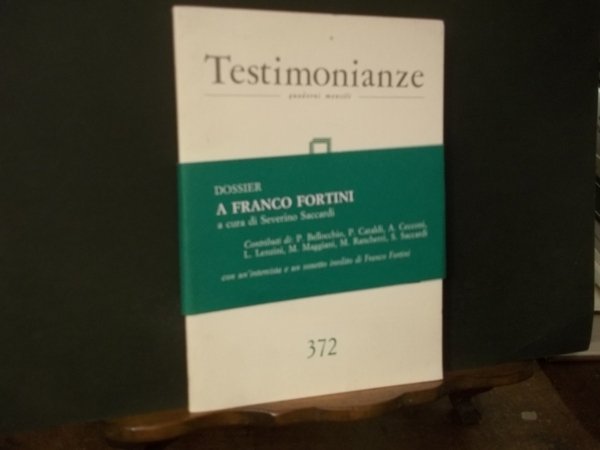 Testimonianze
quaderni mensili
DOSSIER
A FRANCO FORTINI
a cura di Severino Saccardi
Contributi di: P. Bellocchio, P. Cataldi, A. Cecconi,
L. Lenzini, M. Maggiani, M. Ranchetti, S. Saccardi
con un'intervista e un sonetto inedito di Franco Fortini
372